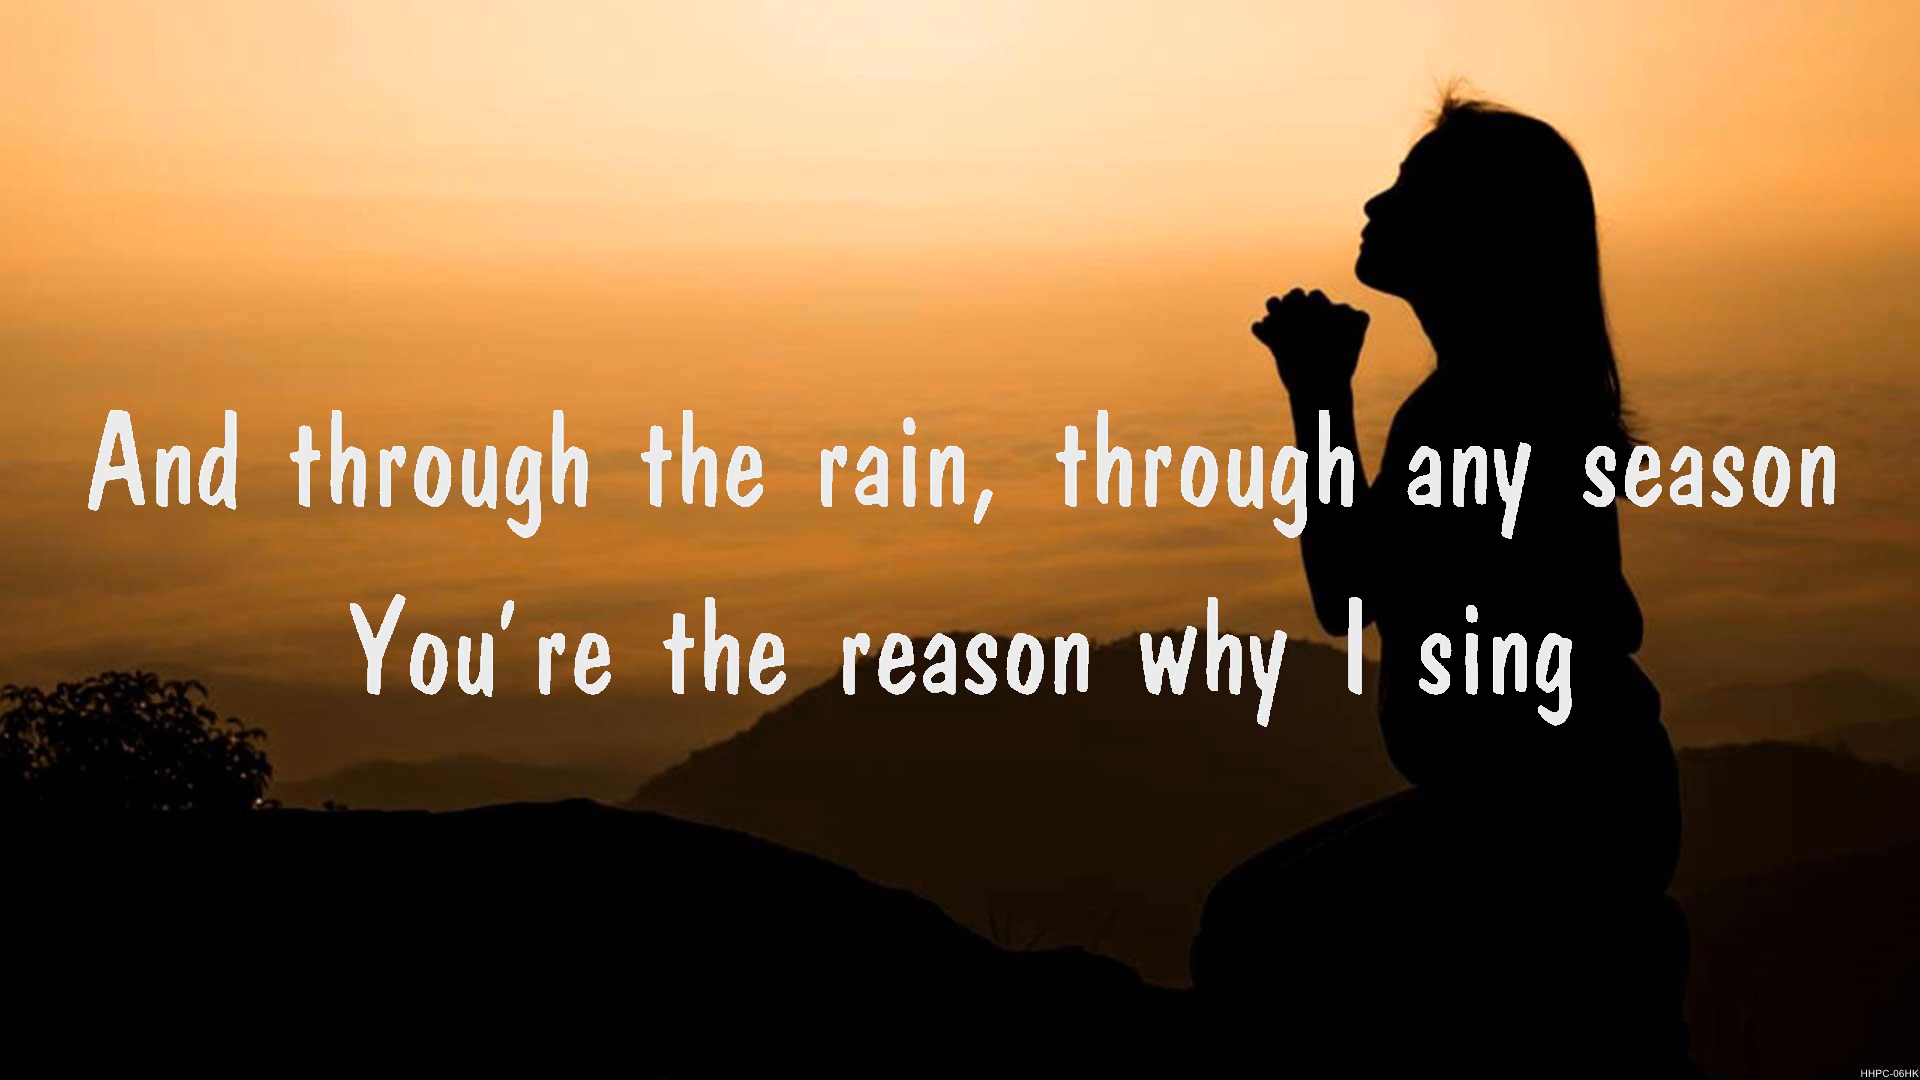 And through the rain, through any season
You're the reason why I sing
HHPC-06HK